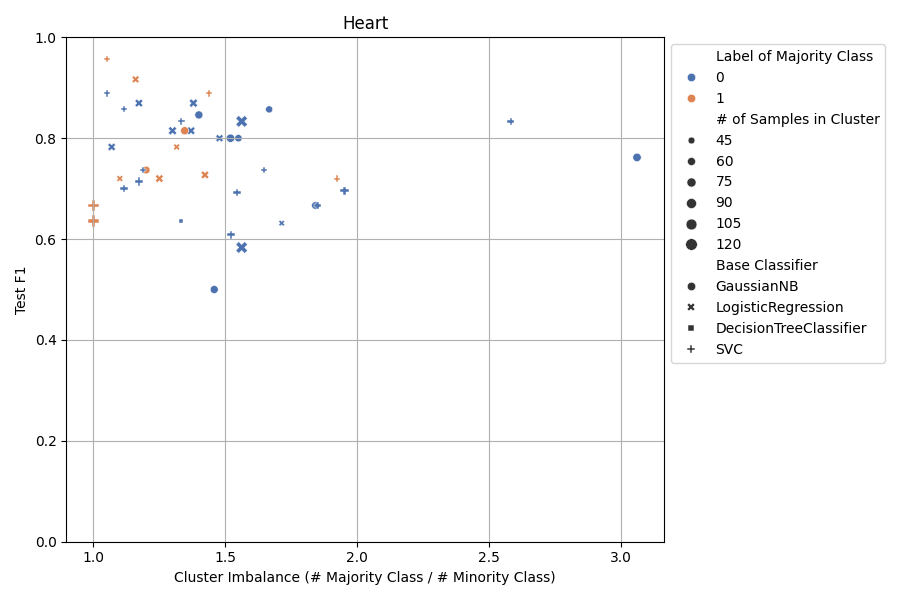 Heart
1.0
0.8
0.6
0.4
0.2
0.0
Test F1
1.0
1.5
2.0
2.5
3.0
Cluster Imbalance (# Majority Class / # Minority Class)
Label of Majority Class
0
1
# of Samples in Cluster
45
60
75
90
105
120
Base Classifier
GaussianNB
LogisticRegression
DecisionTreeClassifier
SVC